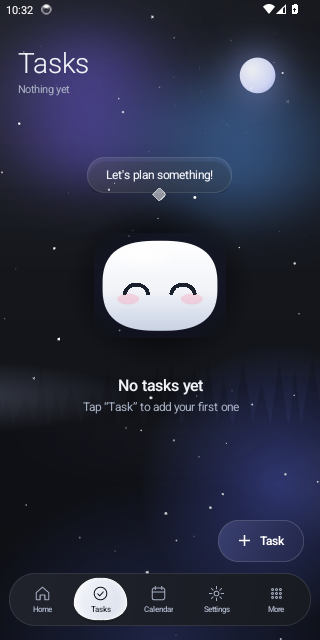 10:32
Tasks
Nothing yet
Let's plan something!
No tasks yet
Tap “Task” to add your first one
+ Task
Home
Tasks
Calendar
Settings
More